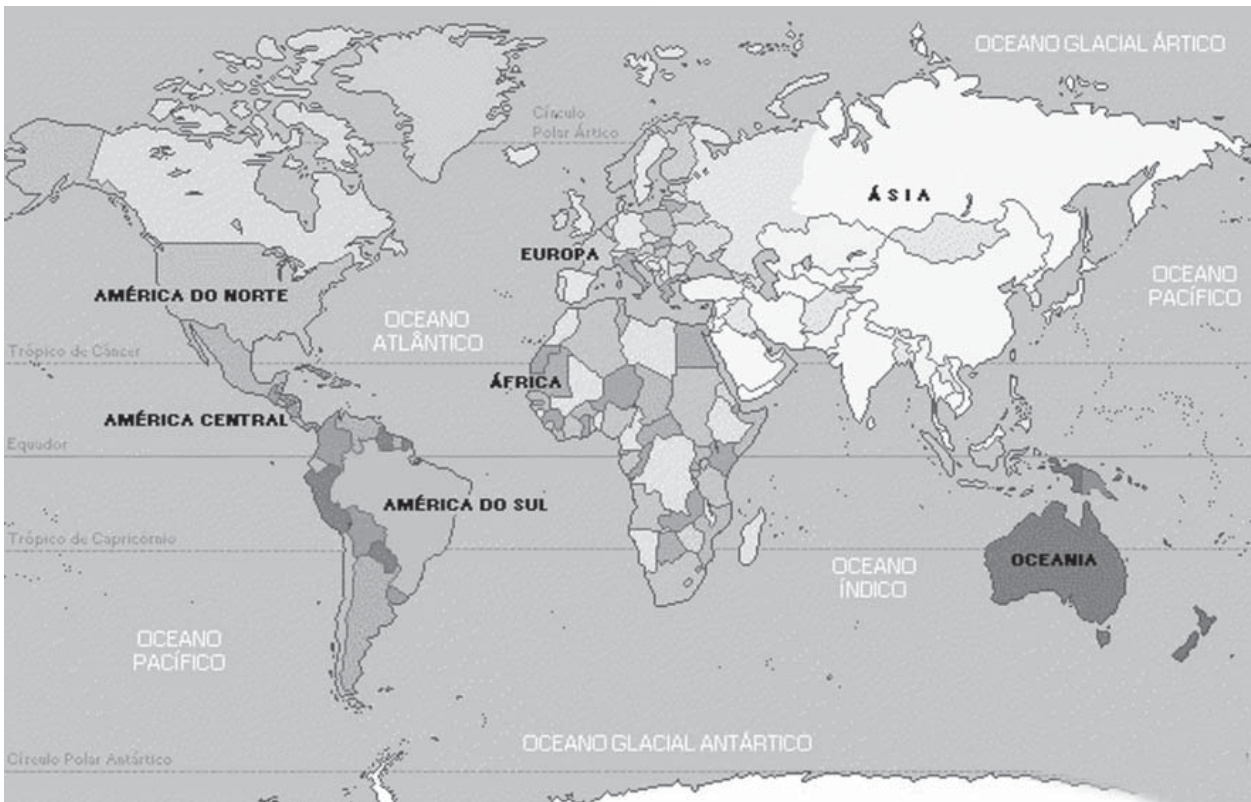 OCEANO GLACIAL ÁRTICO
Círculo
Polar Ártico
ÁSIA
EUROPA
AMÉRICA DO NORTE
OCEANO
PACÍFICO
OCEANO
ATLÂNTICO
Trópico de Câncer
ÁFRICA
AMÉRICA CENTRAL
Equador
AMÉRICA DO SUL
Trópico de Capricórnio
OCEANIA
OCEANO
ÍNDICO
OCEANO
PACÍFICO
OCEANO GLACIAL ANTÁRTICO
Círculo Polar Antártico